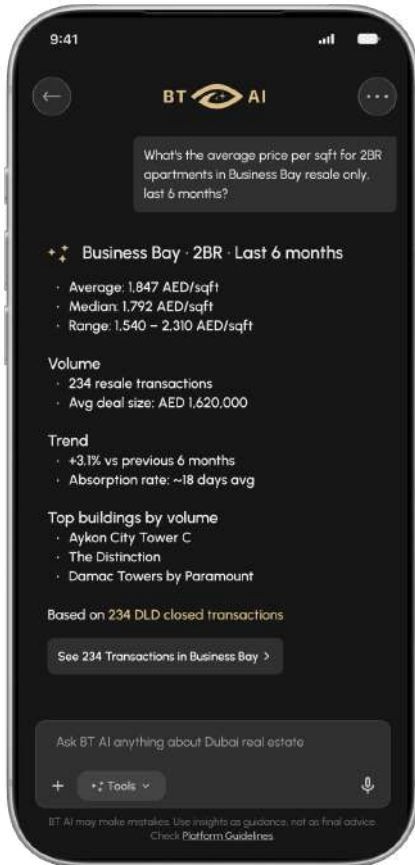 9:41
BT AI
What's the average price per sqft for 2BR
apartments in Business Bay resale only,
last 6 months?
Business Bay · 2BR · Last 6 months
· Average: 1,847 AED/sqft
· Median: 1,792 AED/sqft
· Range: 1,540 – 2,310 AED/sqft
Volume
· 234 resale transactions
· Avg deal size: AED 1,620,000
Trend
· +3.1% vs previous 6 months
· Absorption rate: ~18 days avg
Top buildings by volume
· Aykon City Tower C
· The Distinction
· Damac Towers by Paramount
Based on 234 DLD closed transactions
See 234 Transactions in Business Bay >
Ask BT AI anything about Dubai real estate
+ Tools
BT AI may make mistakes. Use insights as guidance, not as final advice.
Check Platform Guidelines